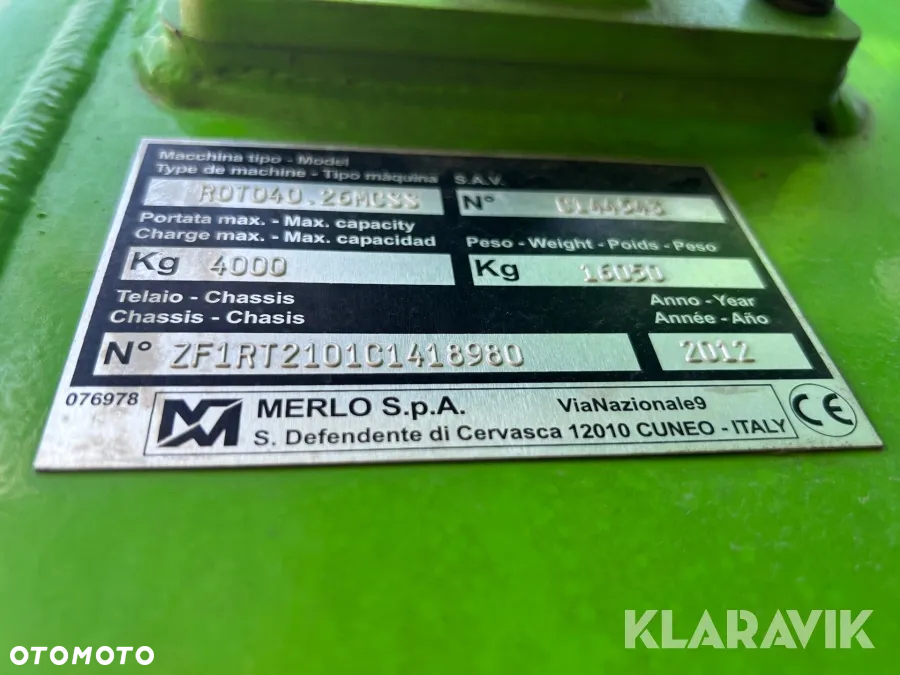 Macchina tipo - Model
Type de machine - Tipo màquina
S.A.V.
ROTO40.26MCSS
N°
Portata max. - Max. capacity
Charge max. - Max. capacidad
Peso - Weight - Poids - Peso
Kg 4000
Kg 16050
Telaio - Chassis
Chassis - Chasis
Anno - Year
Année - Año
N° ZF1RT2101C1418980
2012
076978
MERLO S.p.A. ViaNazionale9
S. Defendente di Cervasca 12010 CUNEO - ITALY
CE
KLARAVIK
OTOMOTO